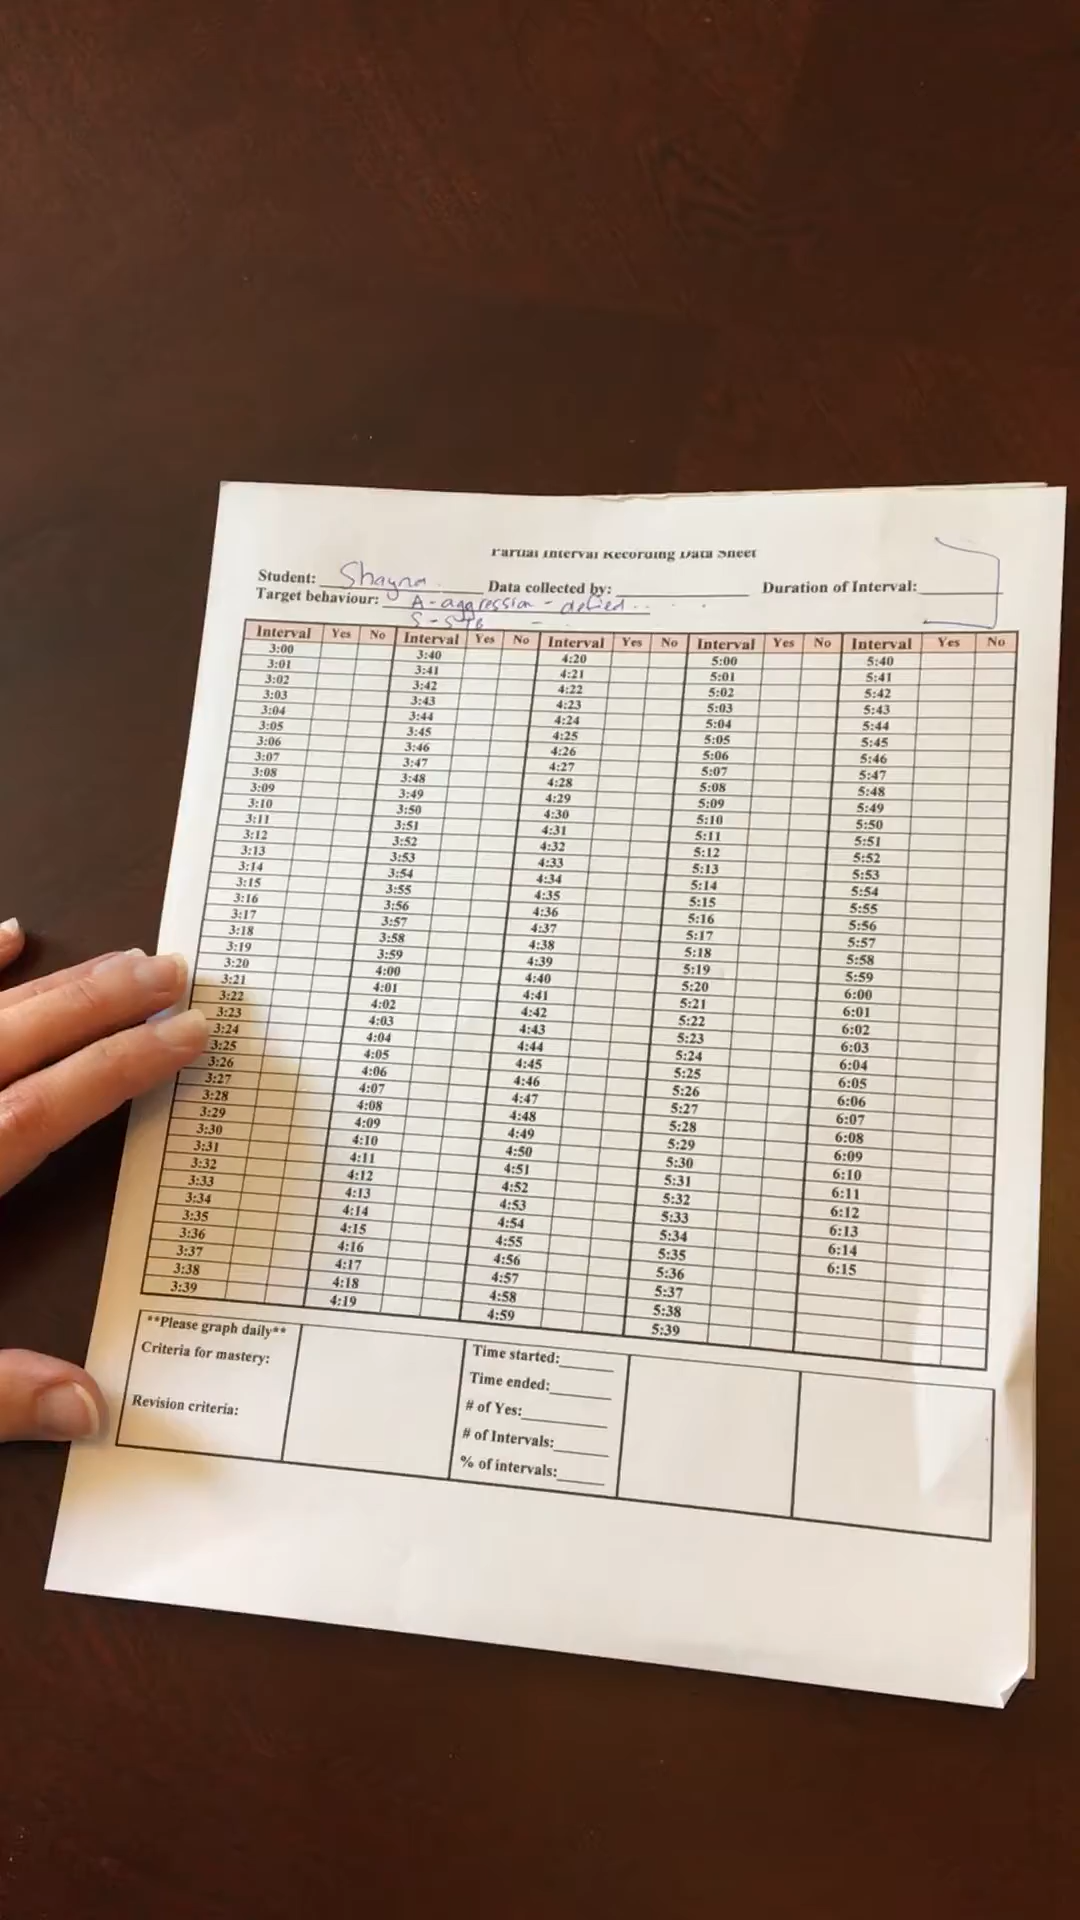 Partial Interval Recording Data Sheet
Student: Shayna Data collected by: Duration of Interval:
Target behaviour: A - aggression - defied...
S - SIB -
Interval Yes No Interval Yes No Interval Yes No Interval Yes No Interval Yes No
3:00 3:40 4:20 5:00 5:40
3:01 3:41 4:21 5:01 5:41
3:02 3:42 4:22 5:02 5:42
3:03 3:43 4:23 5:03 5:43
3:04 3:44 4:24 5:04 5:44
3:05 3:45 4:25 5:05 5:45
3:06 3:46 4:26 5:06 5:46
3:07 3:47 4:27 5:07 5:47
3:08 3:48 4:28 5:08 5:48
3:09 3:49 4:29 5:09 5:49
3:10 3:50 4:30 5:10 5:50
3:11 3:51 4:31 5:11 5:51
3:12 3:52 4:32 5:12 5:52
3:13 3:53 4:33 5:13 5:53
3:14 3:54 4:34 5:14 5:54
3:15 3:55 4:35 5:15 5:55
3:16 3:56 4:36 5:16 5:56
3:17 3:57 4:37 5:17 5:57
3:18 3:58 4:38 5:18 5:58
3:19 3:59 4:39 5:19 5:59
3:20 4:00 4:40 5:20 6:00
3:21 4:01 4:41 5:21 6:01
3:22 4:02 4:42 5:22 6:02
3:23 4:03 4:43 5:23 6:03
3:24 4:04 4:44 5:24 6:04
3:25 4:05 4:45 5:25 6:05
3:26 4:06 4:46 5:26 6:06
3:27 4:07 4:47 5:27 6:07
3:28 4:08 4:48 5:28 6:08
3:29 4:09 4:49 5:29 6:09
3:30 4:10 4:50 5:30 6:10
3:31 4:11 4:51 5:31 6:11
3:32 4:12 4:52 5:32 6:12
3:33 4:13 4:53 5:33 6:13
3:34 4:14 4:54 5:34 6:14
3:35 4:15 4:55 5:35 6:15
3:36 4:16 4:56 5:36
3:37 4:17 4:57 5:37
3:38 4:18 4:58 5:38
3:39 4:19 4:59 5:39
**Please graph daily**
Criteria for mastery:
Revision criteria:
Time started:
Time ended:
# of Yes:
# of Intervals:
% of intervals: